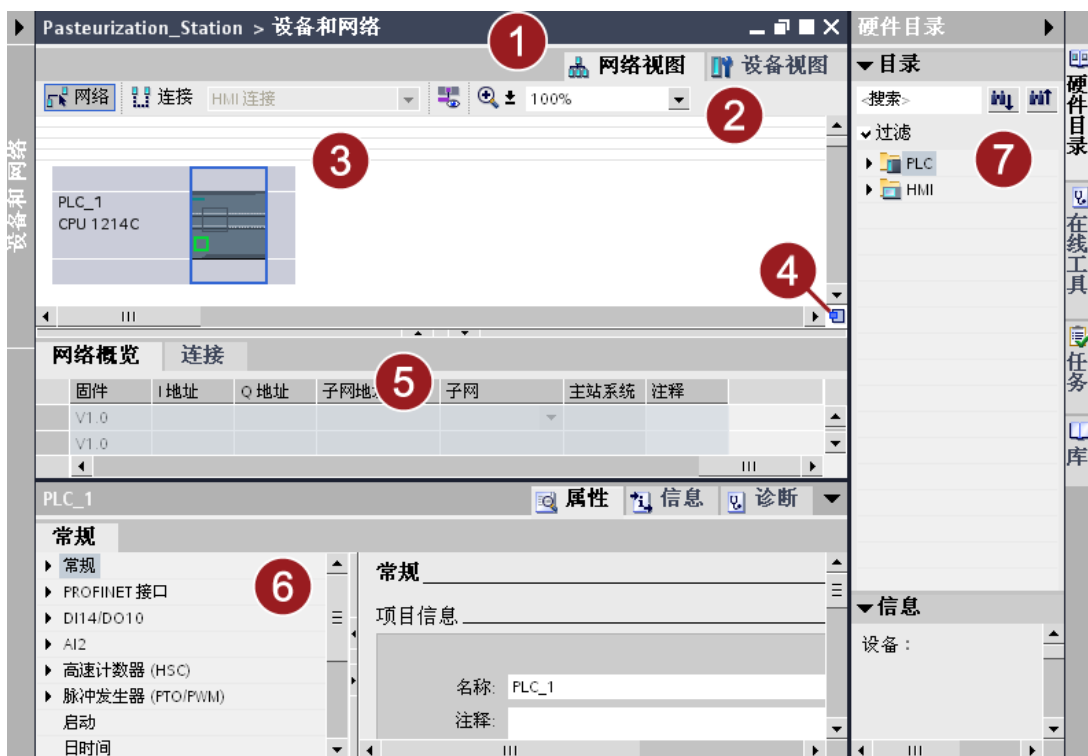 Pasteurization_Station > 设备和网络
1
网络视图
设备视图
网络
连接
HMI 连接
100%
2
3
PLC_1
CPU 1214C
4
设备和网络
网络概览
连接
5
固件
I 地址
Q 地址
子网地
子网
主站系统
注释
V1.0
V1.0
PLC_1
属性
信息
诊断
常规
常规
PROFINET 接口
DI14/DO10
AI2
高速计数器 (HSC)
脉冲发生器 (PTO/PWM)
启动
日时间
6
常规
项目信息
名称:
PLC_1
注释:
硬件目录
目录
<搜索>
过滤
PLC
HMI
7
信息
设备:
硬件目录
在线工具
任务
库